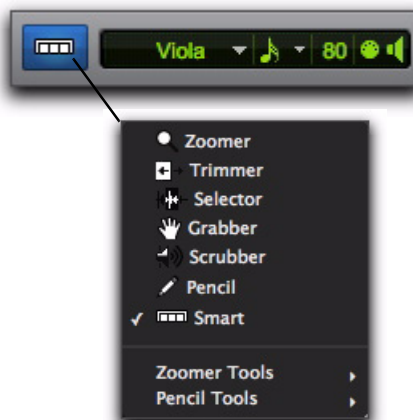 Viola 80
Zoomer
Trimmer
Selector
Grabber
Scrubber
Pencil
Smart
Zoomer Tools
Pencil Tools